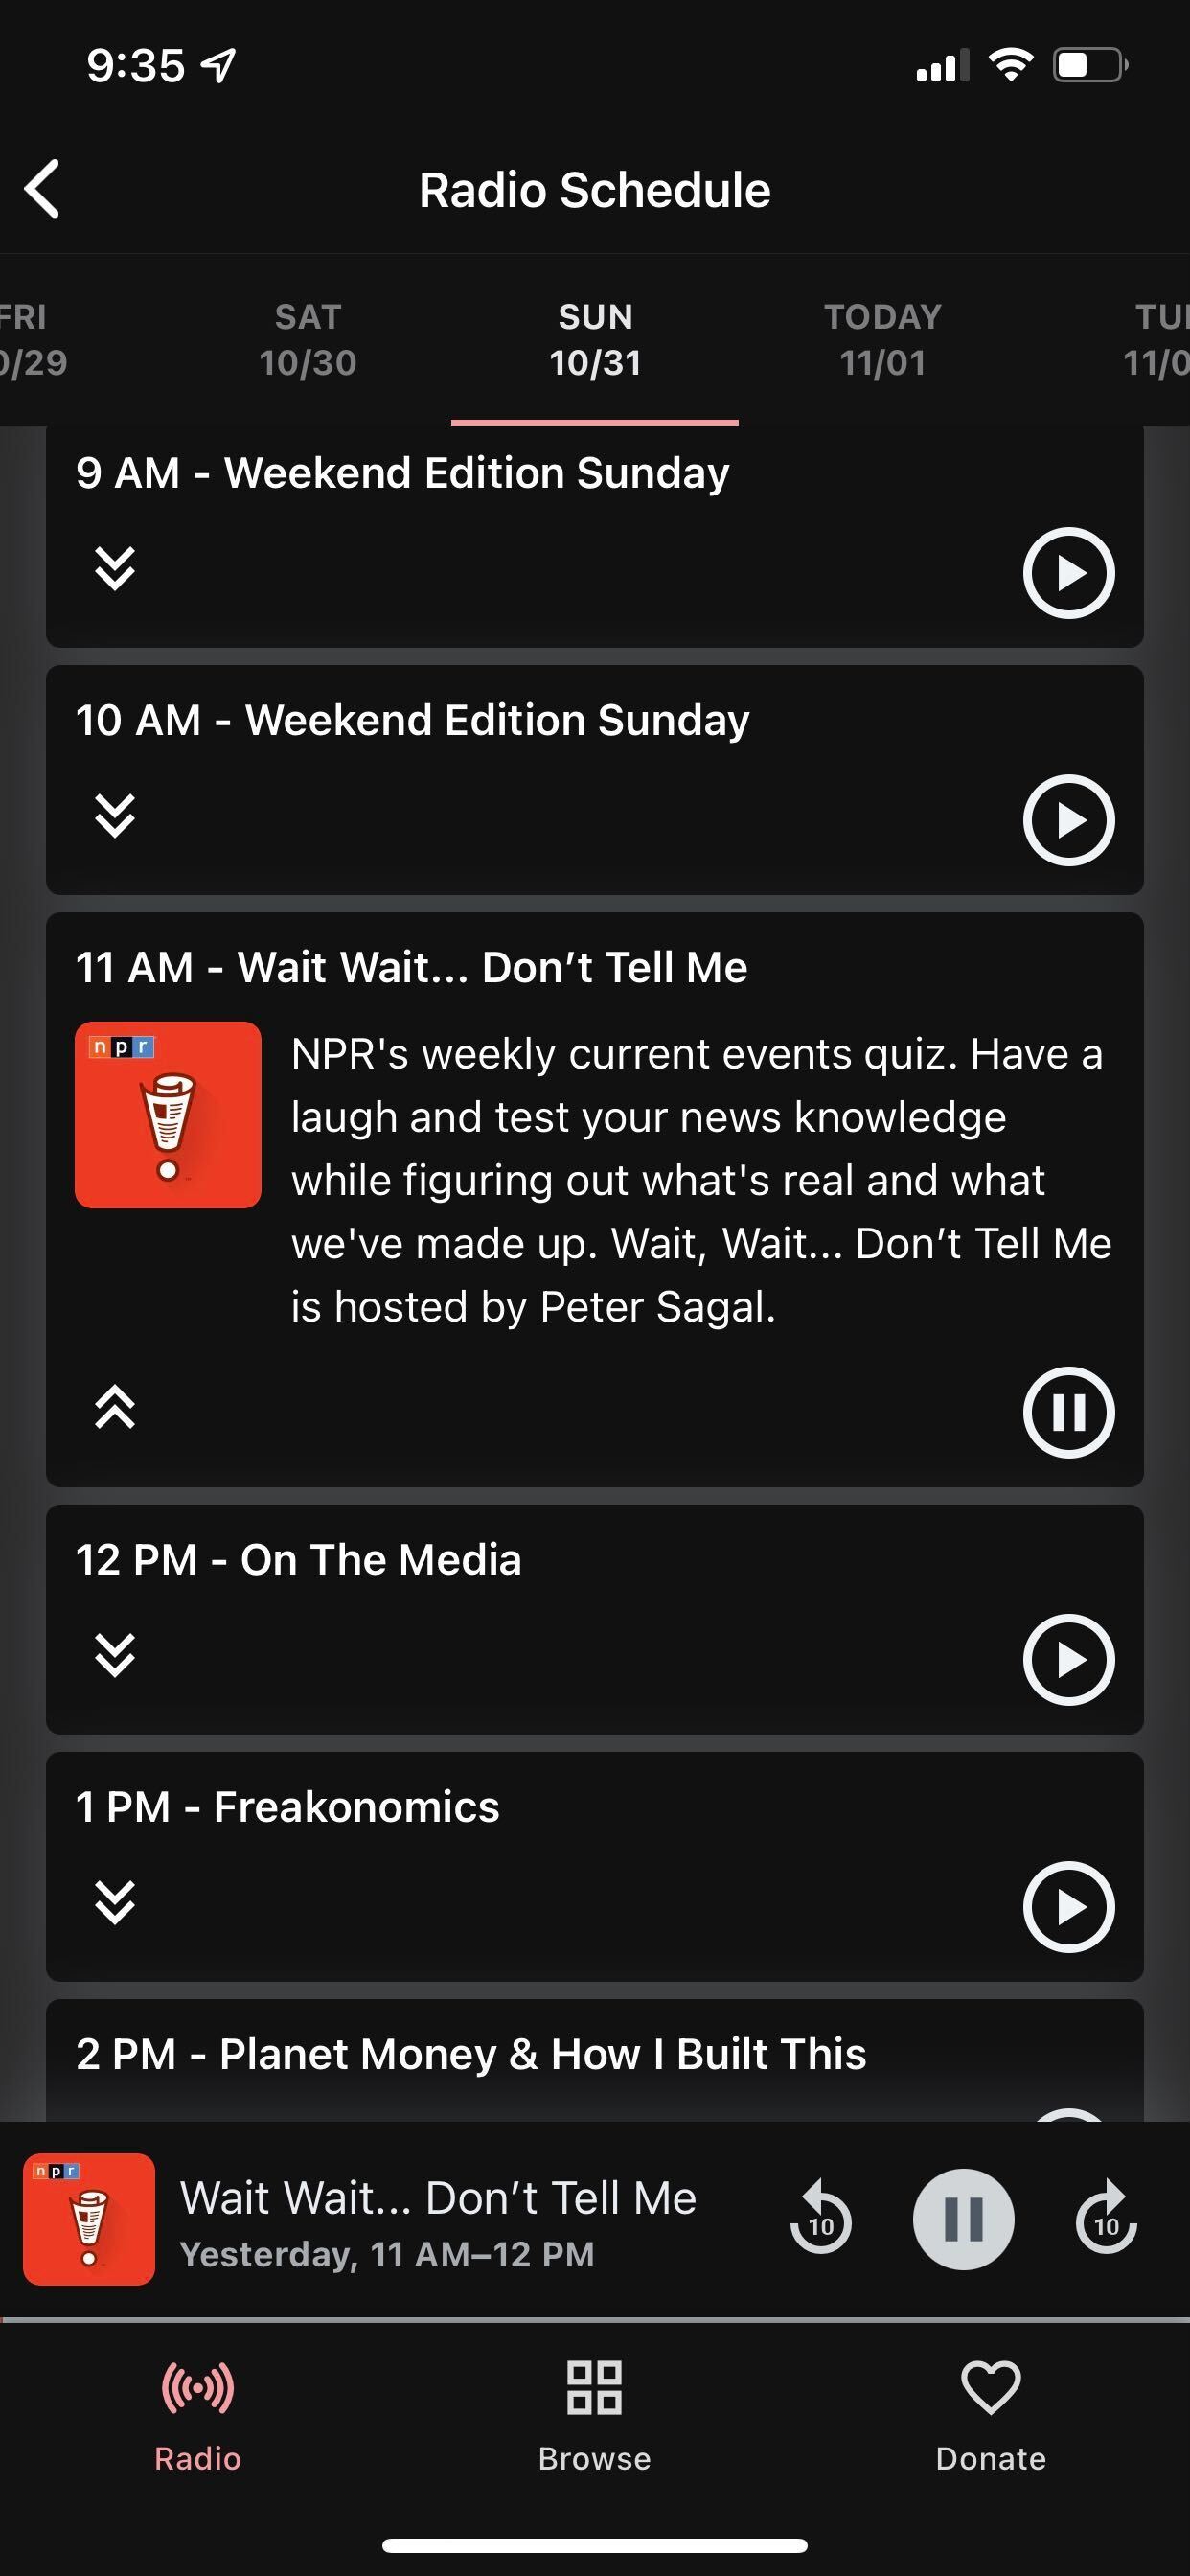 9:35
Radio Schedule
FRI
0/29
SAT
10/30
SUN
10/31
TODAY
11/01
TU
11/0
9 AM - Weekend Edition Sunday
10 AM - Weekend Edition Sunday
11 AM - Wait Wait... Don’t Tell Me
npr
NPR's weekly current events quiz. Have a
laugh and test your news knowledge
while figuring out what's real and what
we've made up. Wait, Wait... Don’t Tell Me
is hosted by Peter Sagal.
12 PM - On The Media
1 PM - Freakonomics
2 PM - Planet Money & How I Built This
npr
Wait Wait... Don’t Tell Me
Yesterday, 11 AM–12 PM
10
10
Radio
Browse
Donate